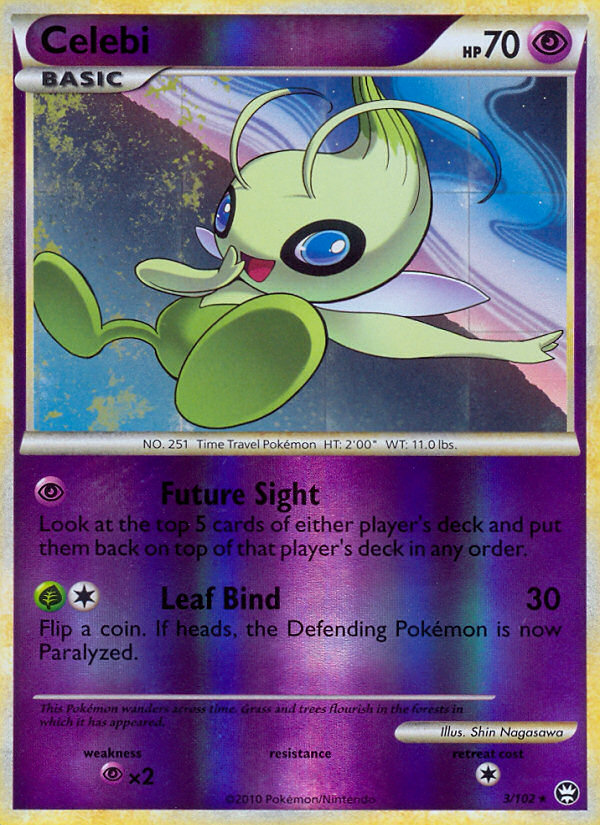 Celebi
HP 70
BASIC
NO. 251 Time Travel Pokémon HT: 2'00" WT: 11.0 lbs.
Future Sight
Look at the top 5 cards of either player's deck and put
them back on top of that player's deck in any order.
Leaf Bind 30
Flip a coin. If heads, the Defending Pokémon is now
Paralyzed.
This Pokémon wanders across time. Grass and trees flourish in the forests in
which it has appeared.
Illus. Shin Nagasawa
weakness resistance retreat cost
×2
©2010 Pokémon/Nintendo 3/102 ★